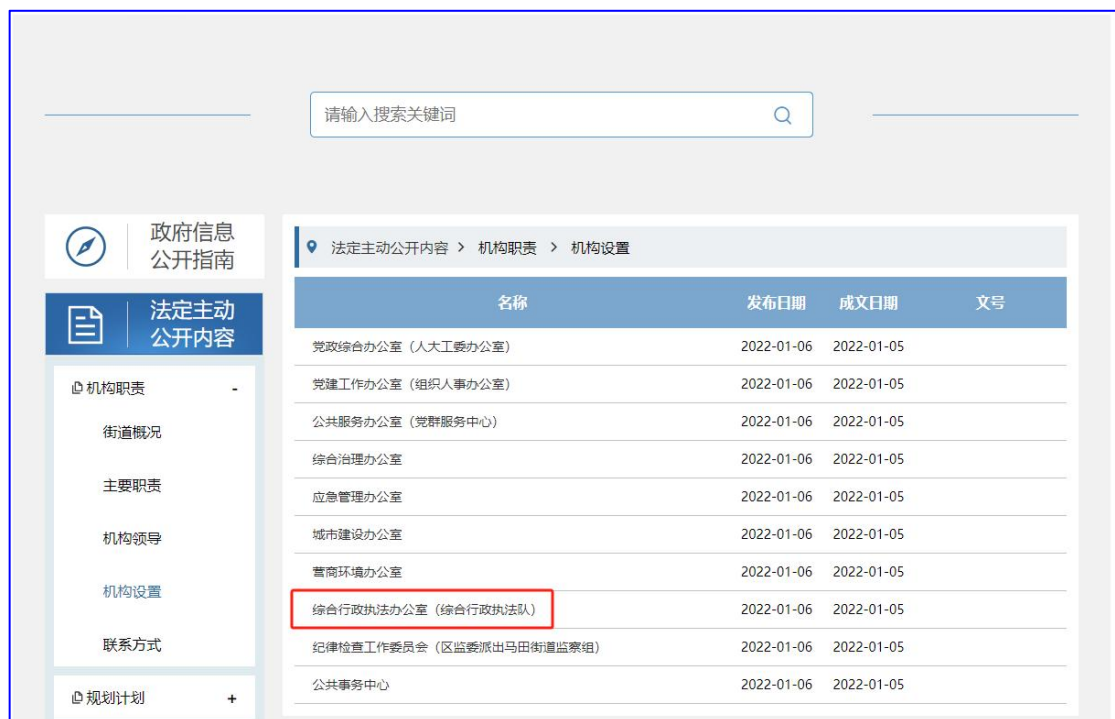 请输入搜索关键词
政府信息
公开指南
法定主动
公开内容
机构职责 -
街道概况
主要职责
机构领导
机构设置
联系方式
规划计划 +
法定主动公开内容 > 机构职责 > 机构设置
名称 发布日期 成文日期 文号
党政综合办公室（人大工委办公室） 2022-01-06 2022-01-05
党建工作办公室（组织人事办公室） 2022-01-06 2022-01-05
公共服务办公室（党群服务中心） 2022-01-06 2022-01-05
综合治理办公室 2022-01-06 2022-01-05
应急管理办公室 2022-01-06 2022-01-05
城市建设办公室 2022-01-06 2022-01-05
营商环境办公室 2022-01-06 2022-01-05
综合行政执法办公室（综合行政执法队） 2022-01-06 2022-01-05
纪律检查工作委员会（区监委派出马田街道监察组） 2022-01-06 2022-01-05
公共事务中心 2022-01-06 2022-01-05